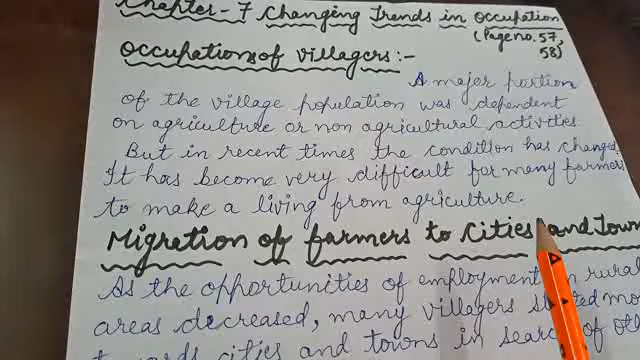 Chapter-7 Changing Trends in Occupation
(Page no. 57,
58)
Occupations of villagers:-
A major portion
of the village population was dependent
on agriculture or non agricultural activities.
But in recent times the condition has changed.
It has become very difficult for many farmers
to make a living from agriculture.
Migration of farmers to cities and Town
As the opportunities of employment in rural
areas decreased, many villagers started mo
towards cities and towns in search of ot